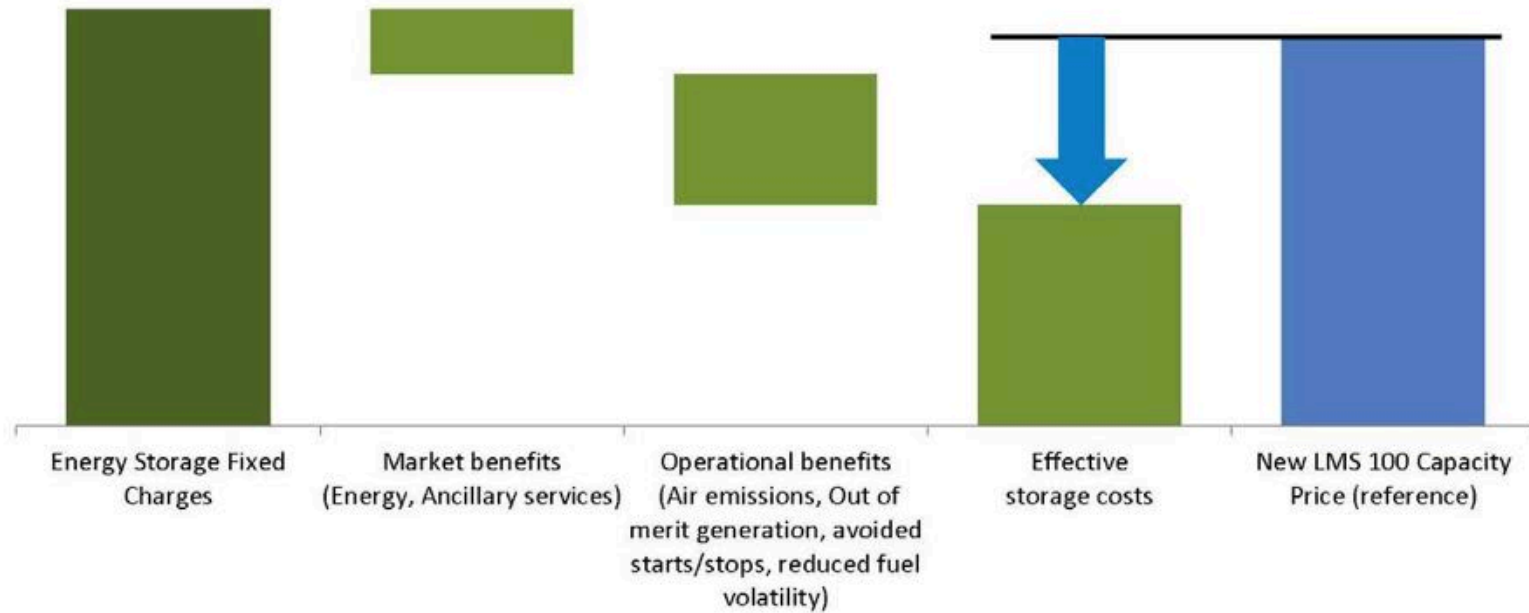 Energy Storage Fixed
Charges
Market benefits
(Energy, Ancillary services)
Operational benefits
(Air emissions, Out of
merit generation, avoided
starts/stops, reduced fuel
volatility)
Effective
storage costs
New LMS 100 Capacity
Price (reference)